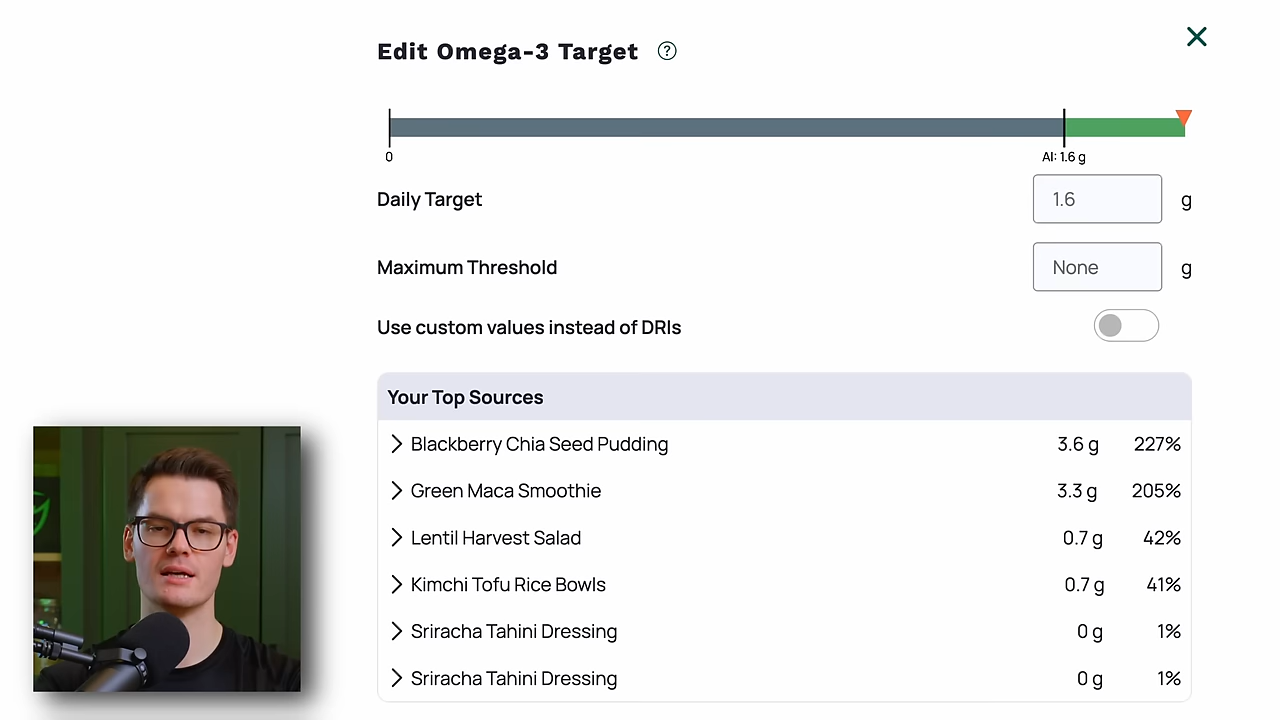 Edit Omega-3 Target ?
0
AI: 1.6 g
Daily Target 1.6 g
Maximum Threshold None g
Use custom values instead of DRIs
Your Top Sources
Blackberry Chia Seed Pudding 3.6 g 227%
Green Maca Smoothie 3.3 g 205%
Lentil Harvest Salad 0.7 g 42%
Kimchi Tofu Rice Bowls 0.7 g 41%
Sriracha Tahini Dressing 0 g 1%
Sriracha Tahini Dressing 0 g 1%